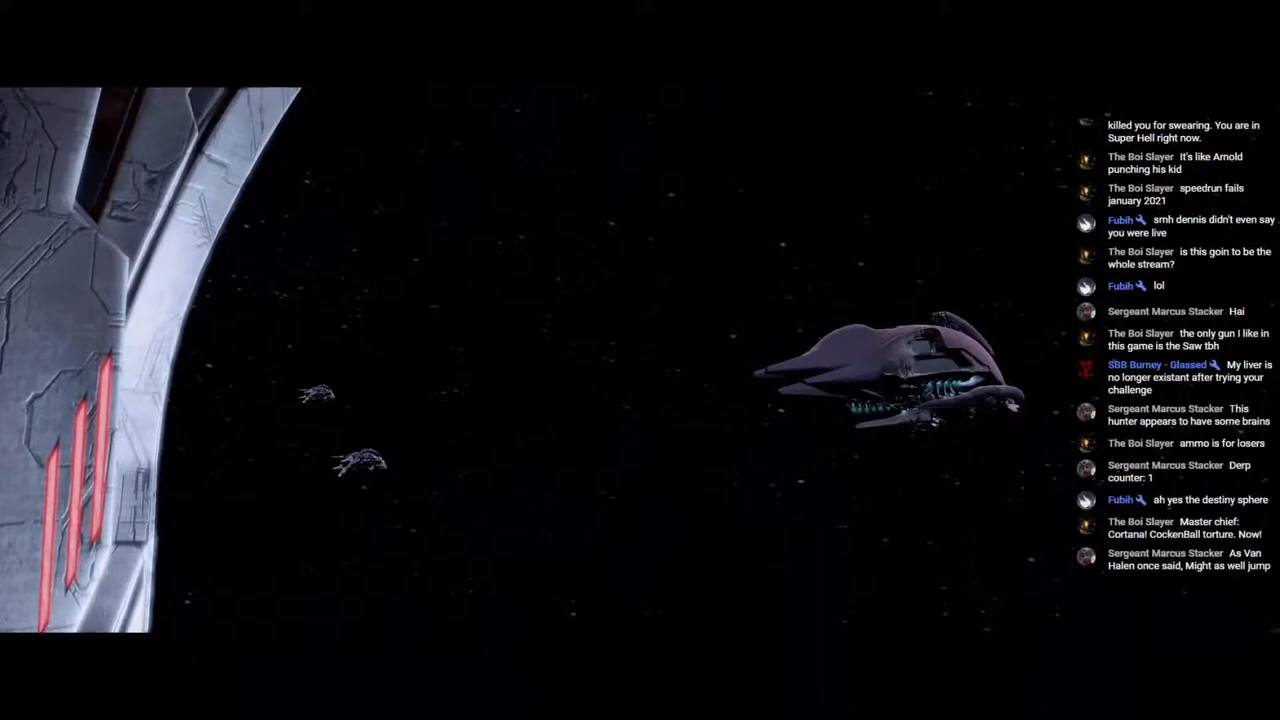 killed you for swearing. You are in
Super Hell right now.
The Boi Slayer It's like Arnold
punching his kid
The Boi Slayer speedrun fails
january 2021
Fubih smh dennis didn't even say
you were live
The Boi Slayer is this goin to be the
whole stream?
Fubih lol
Sergeant Marcus Stacker Hai
The Boi Slayer the only gun I like in
this game is the Saw tbh
SBB Burney - Glassed My liver is
no longer existant after trying your
challenge
Sergeant Marcus Stacker This
hunter appears to have some brains
The Boi Slayer ammo is for losers
Sergeant Marcus Stacker Derp
counter: 1
Fubih ah yes the destiny sphere
The Boi Slayer Master chief:
Cortana! CockenBall torture. Now!
Sergeant Marcus Stacker As Van
Halen once said, Might as well jump